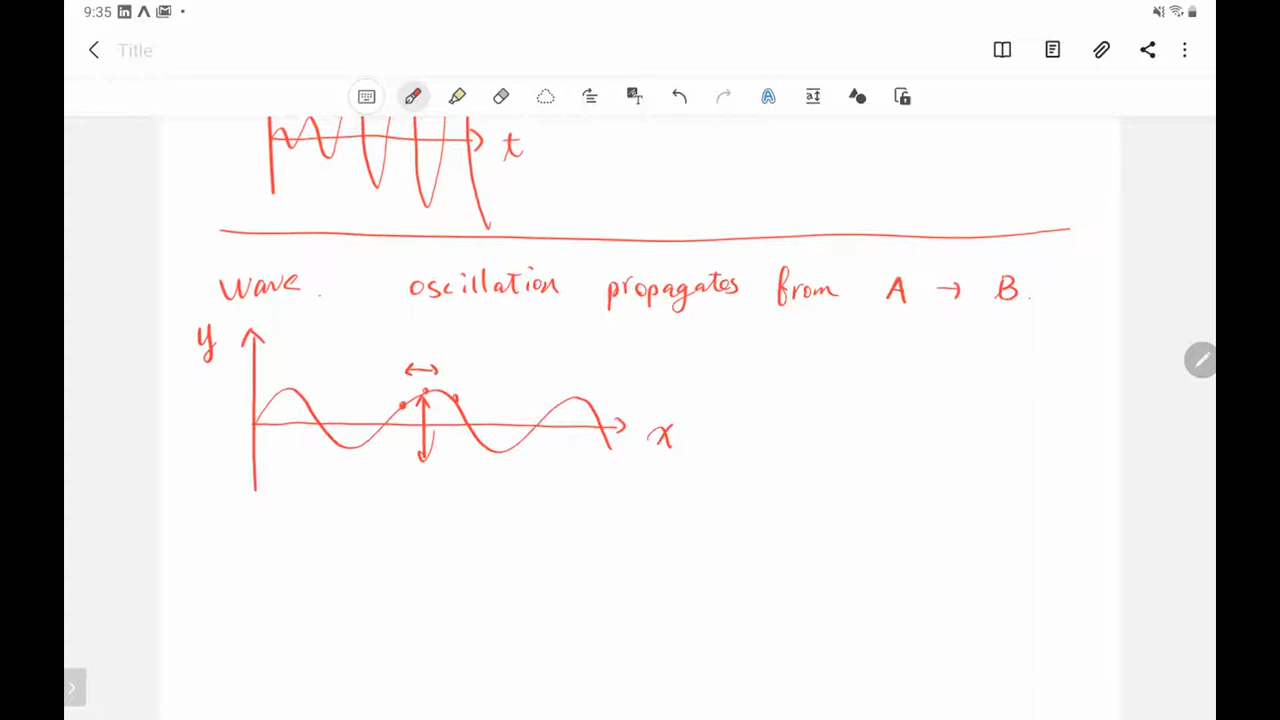 9:35
Title
t
Wave. oscillation propagates from A → B.
y
x